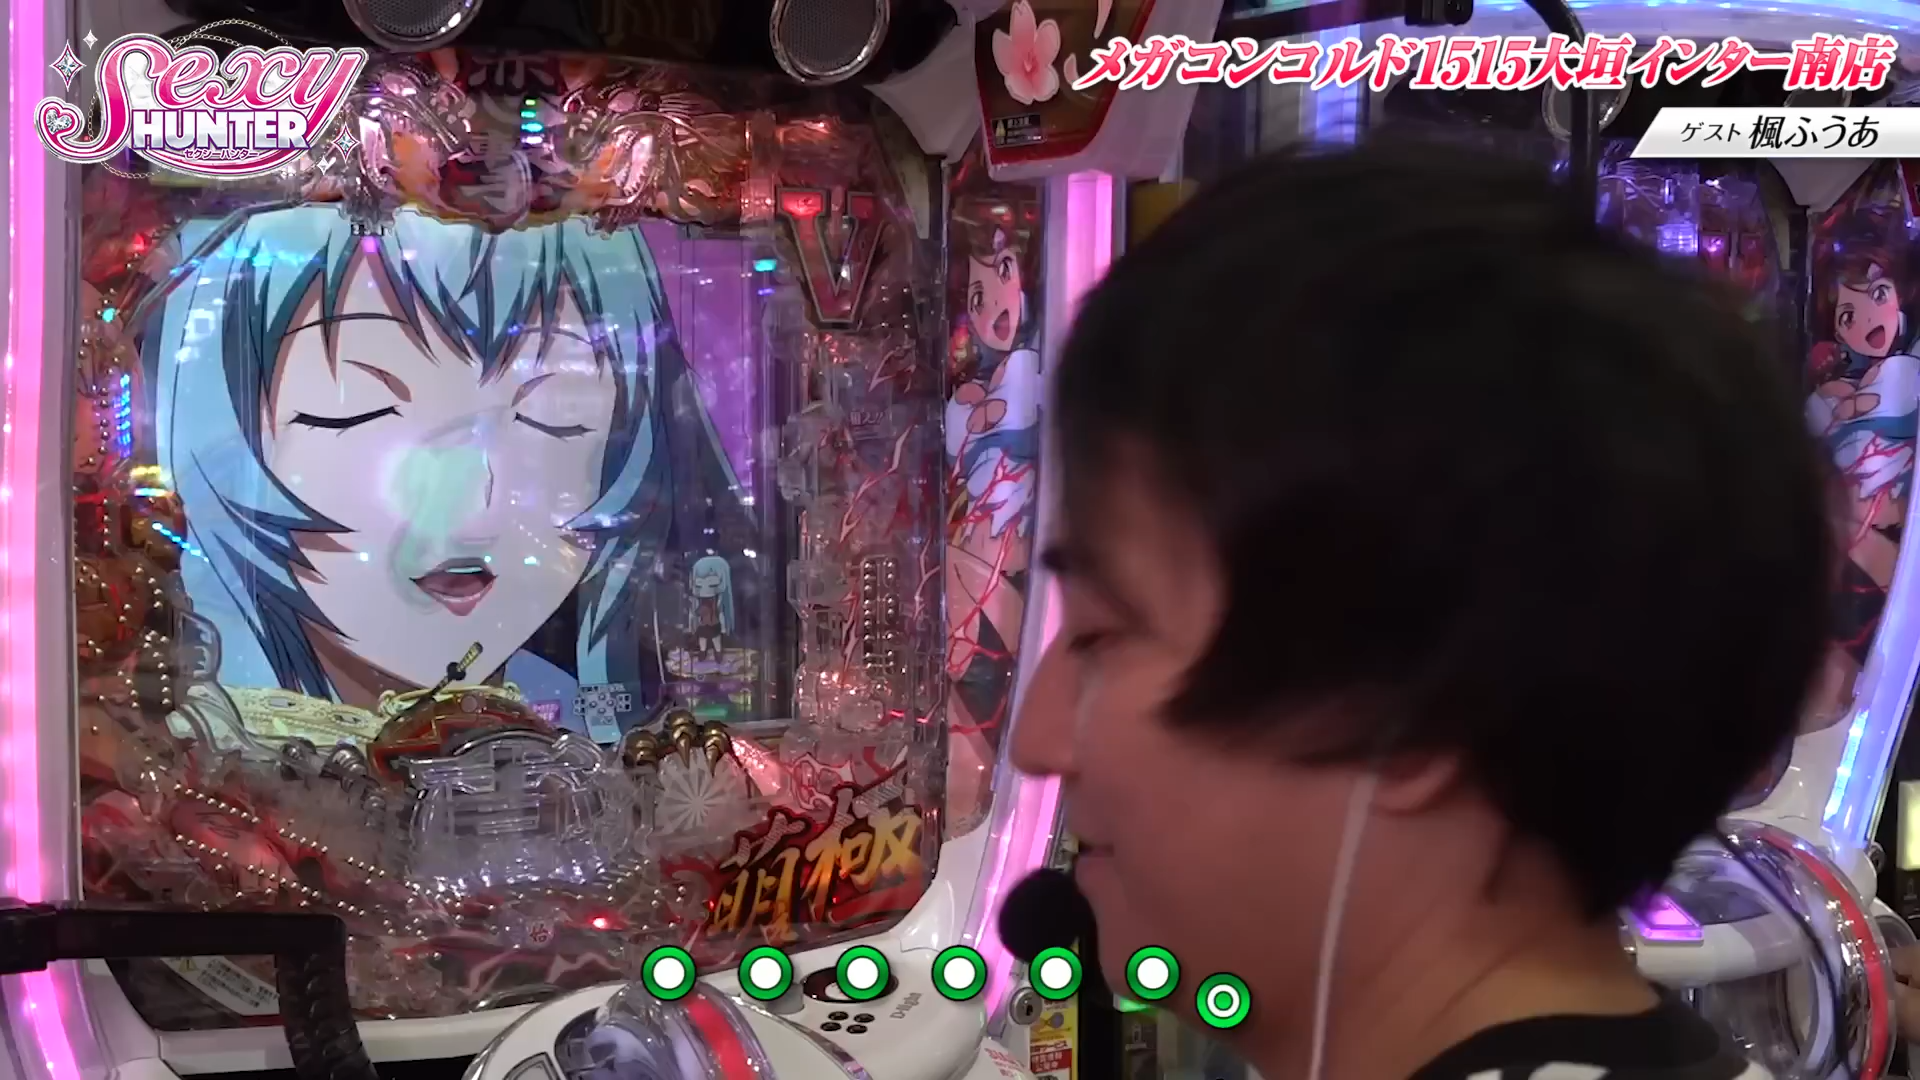 Sexy
HUNTER
セクシーハンター
メガコンコルド1515大垣インター南店
ゲスト 楓ふうあ
V
萌極
D-light